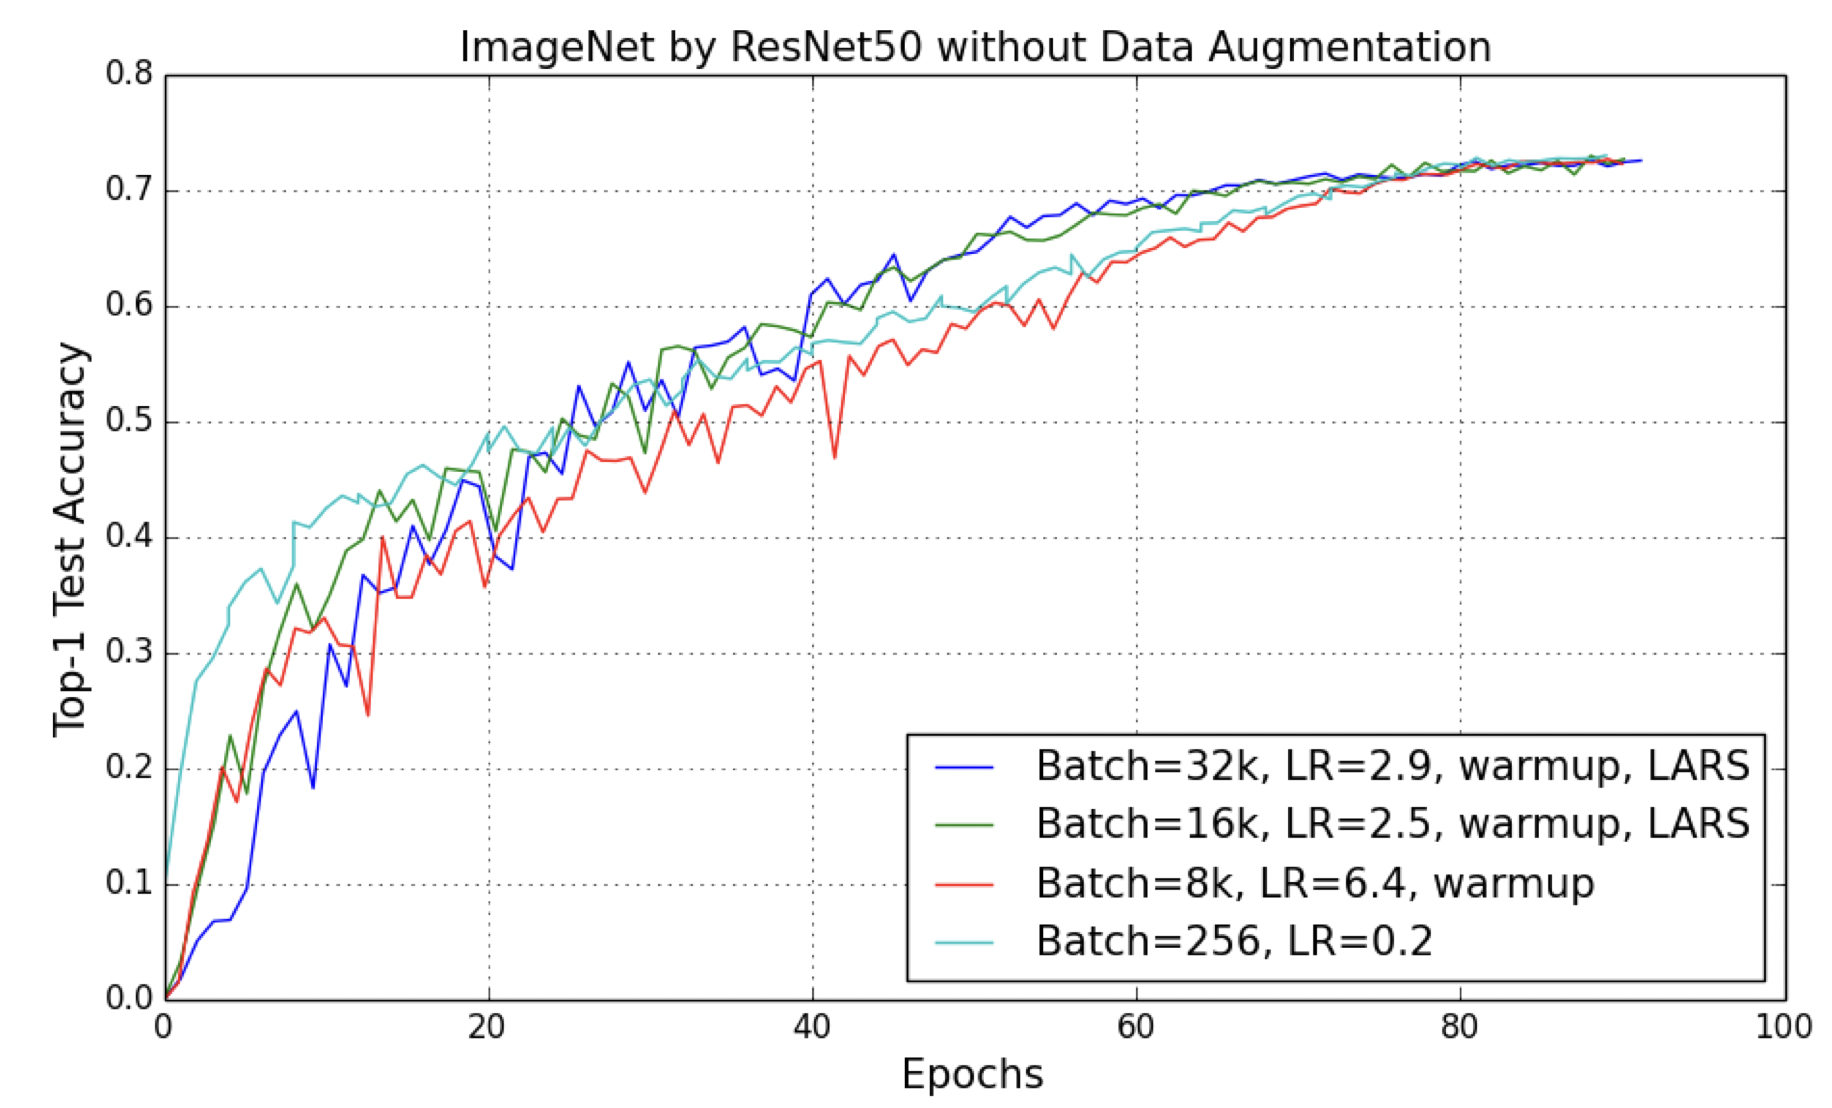 ImageNet by ResNet50 without Data Augmentation
0.8
0.7
0.6
0.5
0.4
0.3
0.2
0.1
0.0
Top-1 Test Accuracy
Batch=32k, LR=2.9, warmup, LARS
Batch=16k, LR=2.5, warmup, LARS
Batch=8k, LR=6.4, warmup
Batch=256, LR=0.2
0 20 40 60 80 100
Epochs